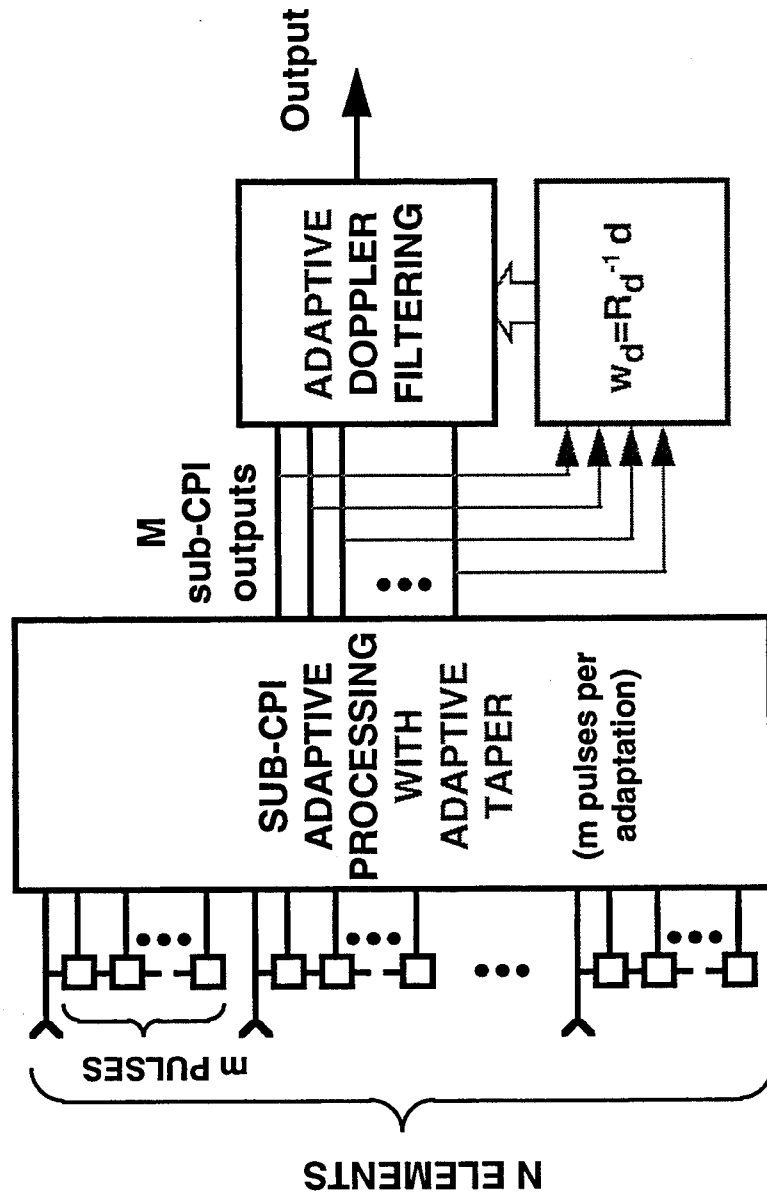 N ELEMENTS
m PULSES
SUB-CPI
ADAPTIVE
PROCESSING
WITH
ADAPTIVE
TAPER
(m pulses per
adaptation)
M
sub-CPI
outputs
ADAPTIVE
DOPPLER
FILTERING
w_d=R_d^-1 d
Output